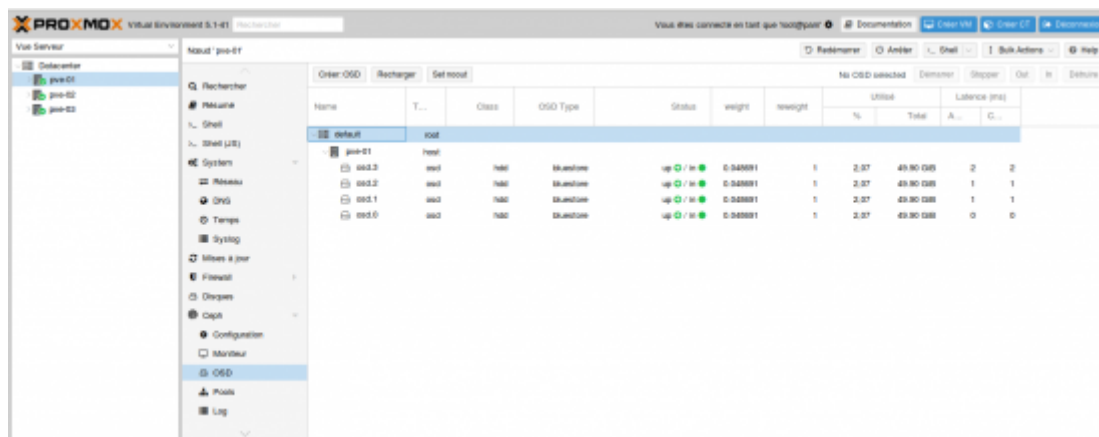 PROXMOX Virtual Environment 5.1-41 Rechercher Vous êtes connecté en tant que 'root@pam' Documentation Créer VM Créer CT Déconnexion
Vue Serveur
Nœud 'pve-01' Redémarrer Arrêter Shell Bulk Actions Help
Datacenter
pve-01
pve-02
pve-03
Rechercher
Résumé
Shell
Shell (JS)
System
Réseau
DNS
Temps
Syslog
Mises à jour
Firewall
Disques
Ceph
Configuration
Moniteur
OSD
Pools
Log
Créer: OSD Recharger Set noout No OSD selected Démarrer Stopper Out In Détruire
Name T... Class OSD Type Status weight reweight Utilisé Latence (ms)
% Total A... C...
default root
pve-01 host
osd.3 osd hdd bluestore up / in 0.048691 1 2,07 49.90 GiB 2 2
osd.2 osd hdd bluestore up / in 0.048691 1 2,07 49.90 GiB 1 1
osd.1 osd hdd bluestore up / in 0.048691 1 2,07 49.90 GiB 1 1
osd.0 osd hdd bluestore up / in 0.048691 1 2,07 49.90 GiB 0 0